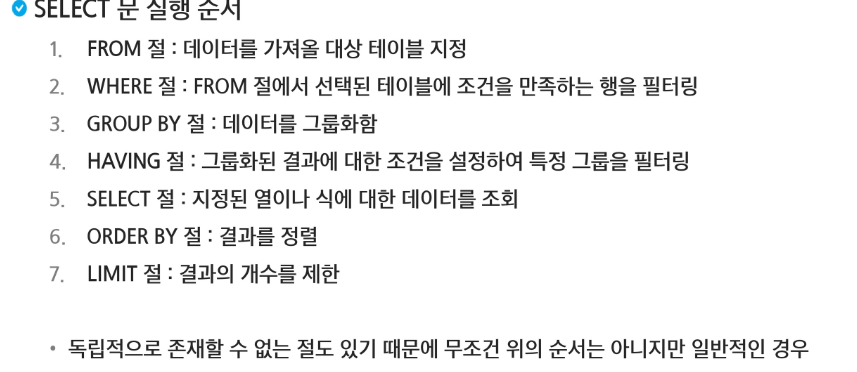 SELECT 문 실행 순서
1. FROM 절 : 데이터를 가져올 대상 테이블 지정
2. WHERE 절 : FROM 절에서 선택된 테이블에 조건을 만족하는 행을 필터링
3. GROUP BY 절 : 데이터를 그룹화함
4. HAVING 절 : 그룹화된 결과에 대한 조건을 설정하여 특정 그룹을 필터링
5. SELECT 절 : 지정된 열이나 식에 대한 데이터를 조회
6. ORDER BY 절 : 결과를 정렬
7. LIMIT 절 : 결과의 개수를 제한
• 독립적으로 존재할 수 없는 절도 있기 때문에 무조건 위의 순서는 아니지만 일반적인 경우